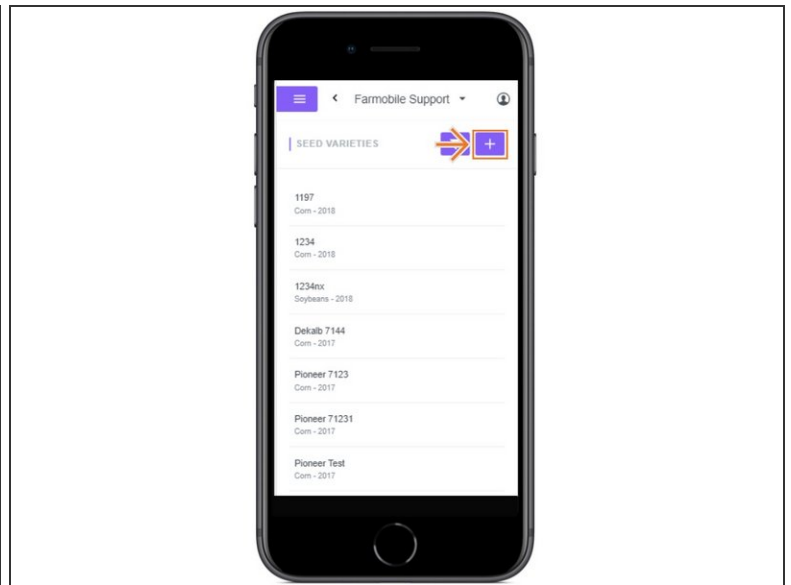 Farmobile Support
SEED VARIETIES
1197
Corn - 2018
1234
Corn - 2018
1234nx
Soybeans - 2018
Dekalb 7144
Corn - 2017
Pioneer 7123
Corn - 2017
Pioneer 71231
Corn - 2017
Pioneer Test
Corn - 2017